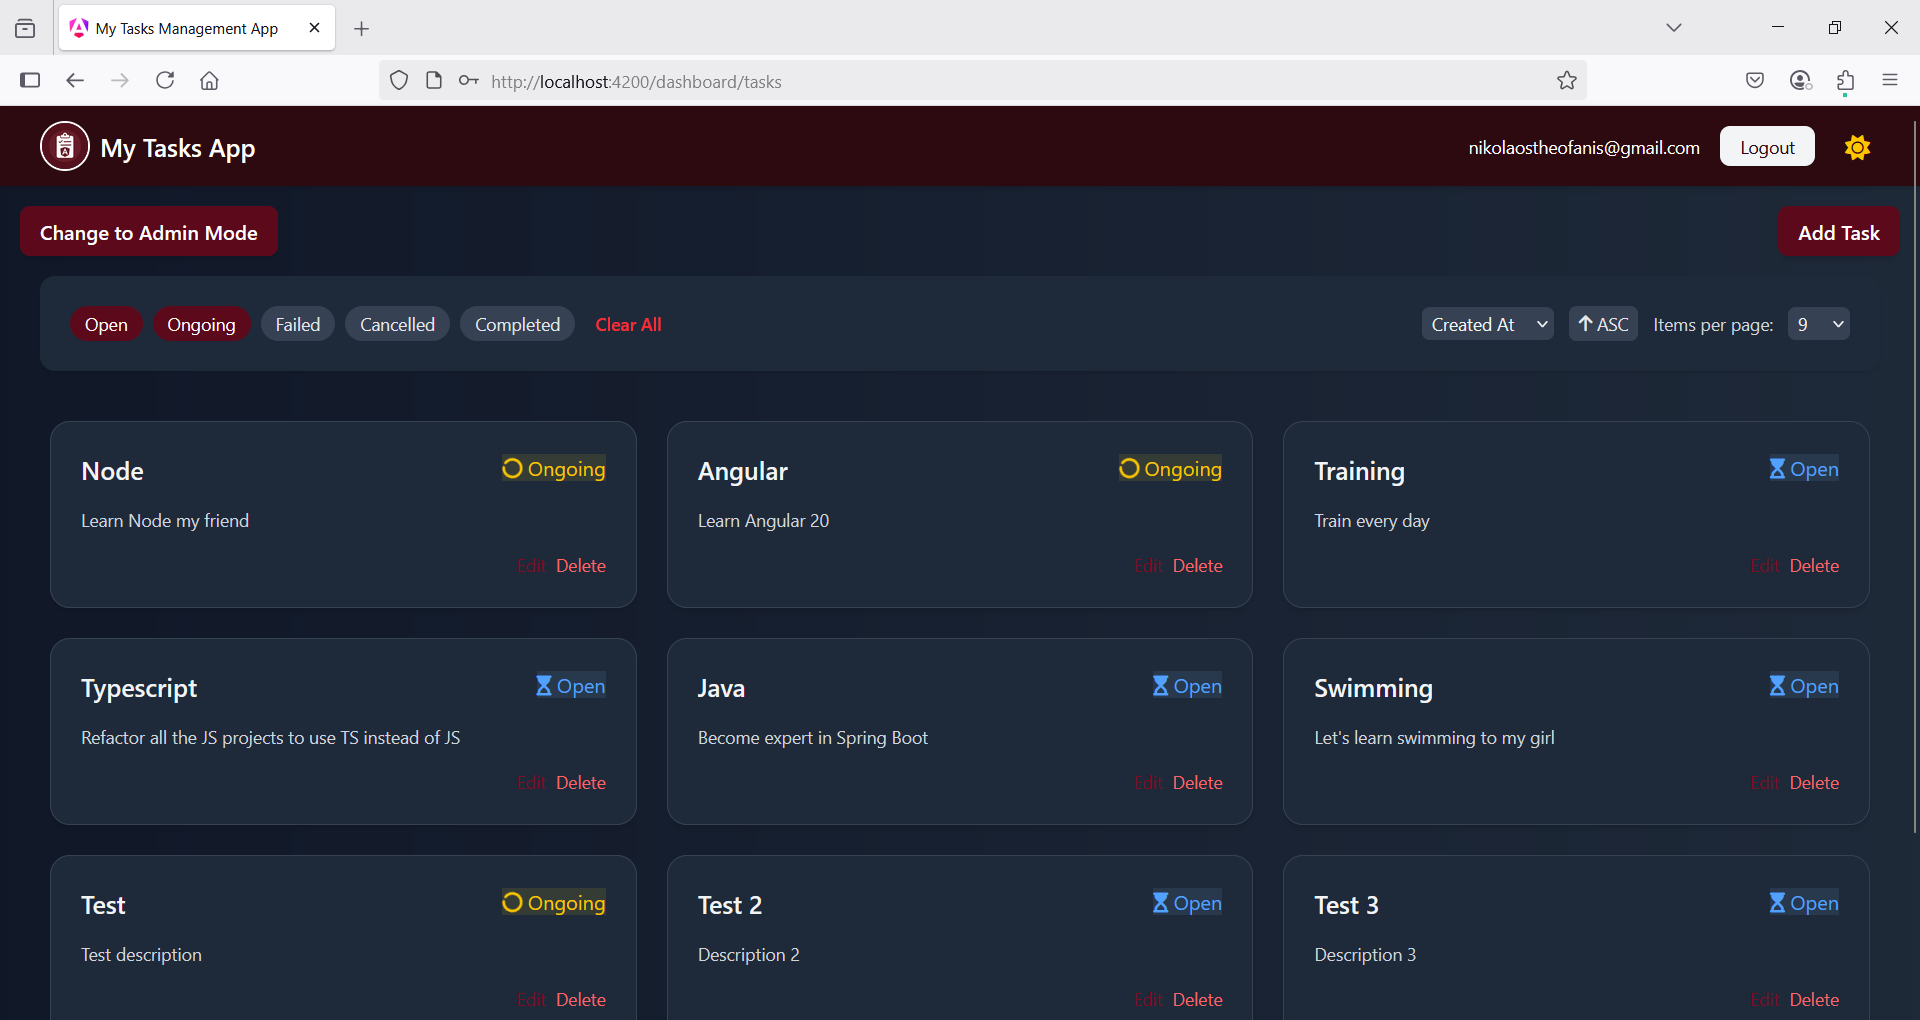 My Tasks Management App
http://localhost:4200/dashboard/tasks
My Tasks App
nikolaostheofanis@gmail.com
Logout
Change to Admin Mode
Add Task
Open Ongoing Failed Cancelled Completed Clear All
Created At ASC Items per page: 9
Node
Ongoing
Learn Node my friend
Edit Delete
Angular
Ongoing
Learn Angular 20
Edit Delete
Training
Open
Train every day
Edit Delete
Typescript
Open
Refactor all the JS projects to use TS instead of JS
Edit Delete
Java
Open
Become expert in Spring Boot
Edit Delete
Swimming
Open
Let's learn swimming to my girl
Edit Delete
Test
Ongoing
Test description
Edit Delete
Test 2
Open
Description 2
Edit Delete
Test 3
Open
Description 3
Edit Delete